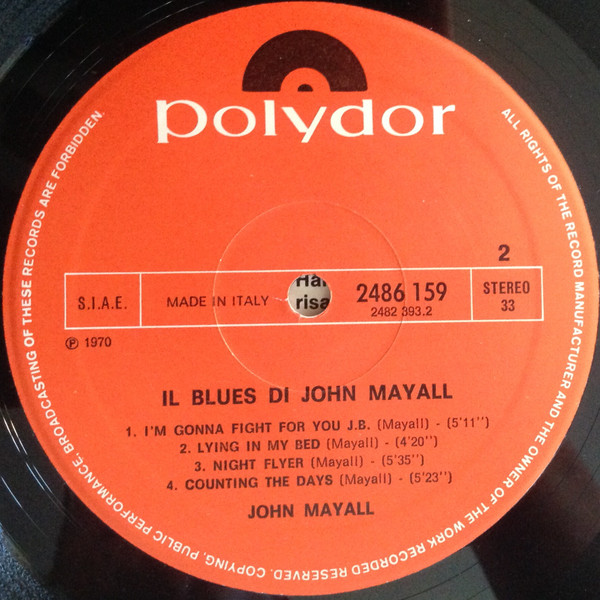 polydor
2
S.I.A.E.
MADE IN ITALY
2486 159
2482 393.2
STEREO
33
℗ 1970
IL BLUES DI JOHN MAYALL
1. I'M GONNA FIGHT FOR YOU J.B. (Mayall) - (5'11'')
2. LYING IN MY BED (Mayall) - (4'20'')
3. NIGHT FLYER (Mayall) - (5'35'')
4. COUNTING THE DAYS (Mayall) - (5'23'')
JOHN MAYALL
ALL RIGHTS OF THE RECORD MANUFACTURER AND THE OWNER OF THE WORK RECORDED RESERVED. COPYING, PUBLIC PERFORMANCE, BROADCASTING OF THESE RECORDS ARE FORBIDDEN.
risa